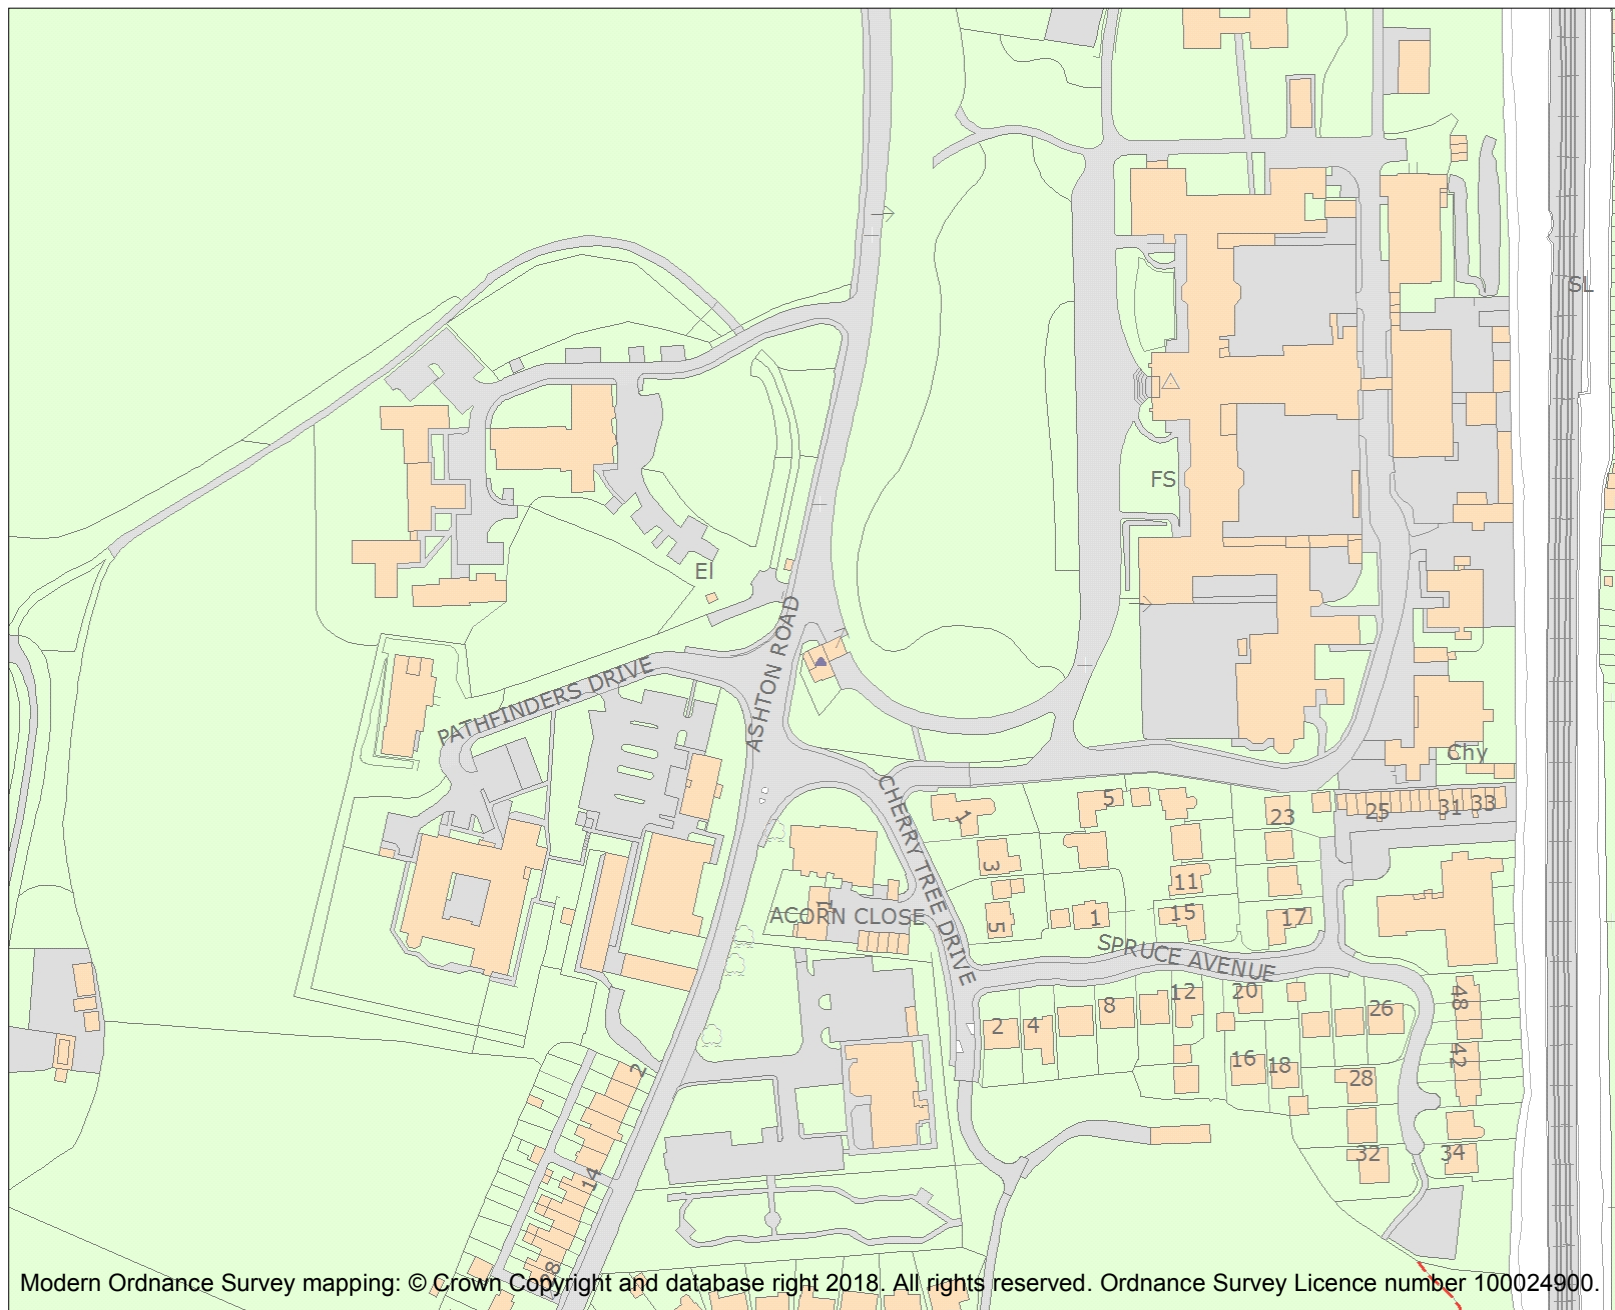 SL
FS
El
ASHTON ROAD
PATHFINDERS DRIVE
Chy
CHERRY TREE DRIVE
1
5
23
25
31
33
3
11
5
1
15
17
1
ACORN CLOSE
SPRUCE AVENUE
2
4
8
12
20
26
48
16
18
28
42
32
34
2
14
Modern Ordnance Survey mapping: © Crown Copyright and database right 2018. All rights reserved. Ordnance Survey Licence number 100024900.